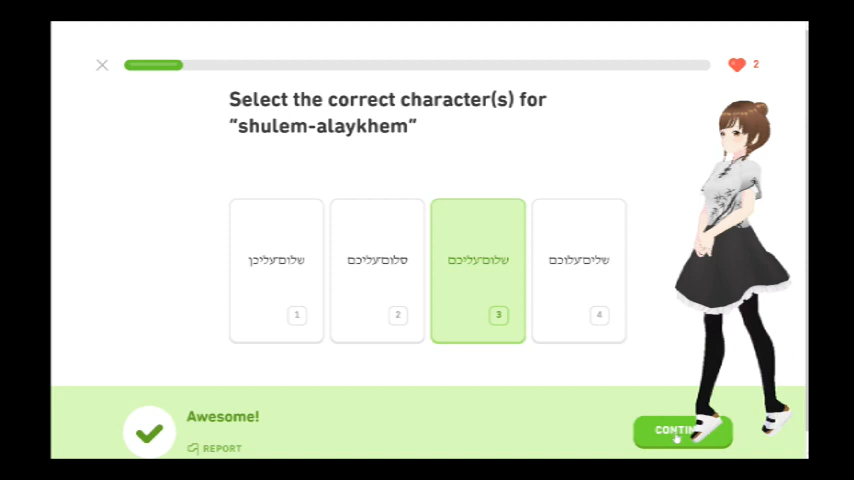 2
Select the correct character(s) for
“shulem-alaykhem”
שלום־עליכן
סלום־עליכם
שלום־עליכם
שלים־עלוכם
1
2
3
4
Awesome!
REPORT